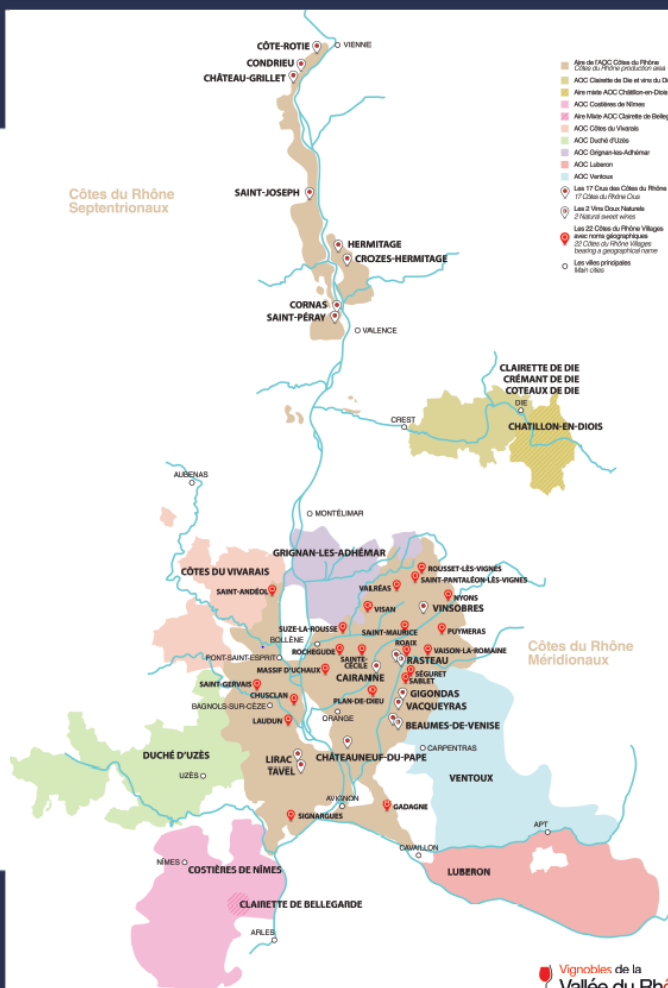 CÔTE-ROTIE
VIENNE
CONDRIEU
CHÂTEAU-GRILLET
Aire de l'AOC Côtes du Rhône
Côtes du Rhône production area
AOC Clairette de Die et vins du Di
Aire mixte AOC Châtillon-en-Diois
AOC Costières de Nîmes
Aire Mixte AOC Clairette de Belleg
AOC Côtes du Vivarais
AOC Duché d'Uzès
AOC Grignan-les-Adhémar
AOC Luberon
AOC Ventoux
Les 17 Crus des Côtes du Rhône
17 Côtes du Rhône Crus
Les 2 Vins Doux Naturels
2 Natural sweet wines
Les 22 Côtes du Rhône Villages
avec noms géographiques
22 Côtes du Rhône Villages
bearing a geographical name
Les villes principales
Main cities
Côtes du Rhône
Septentrionaux
SAINT-JOSEPH
HERMITAGE
CROZES-HERMITAGE
CORNAS
SAINT-PÉRAY
VALENCE
CLAIRETTE DE DIE
CRÉMANT DE DIE
COTEAUX DE DIE
DIE
CREST
CHATILLON-EN-DIOIS
AUBENAS
MONTÉLIMAR
GRIGNAN-LES-ADHÉMAR
CÔTES DU VIVARAIS
ROUSSET-LÈS-VIGNES
SAINT-PANTALÉON-LÈS-VIGNES
VALRÉAS
SAINT-ANDÉOL
NYONS
VISAN
VINSOBRES
SUZE-LA-ROUSSE
SAINT-MAURICE
PUYMERAS
BOLLÈNE
ROCHEGUDE
SAINTE-
CÉCILE
ROAIX
VAISON-LA-ROMAINE
Côtes du Rhône
Méridionaux
PONT-SAINT-ESPRIT
RASTEAU
MASSIF D'UCHAUX
CAIRANNE
SÉGURET
SABLET
SAINT-GERVAIS
CHUSCLAN
PLAN-DE-DIEU
GIGONDAS
BAGNOLS-SUR-CÈZE
VACQUEYRAS
LAUDUN
ORANGE
BEAUMES-DE-VENISE
DUCHÉ D'UZÈS
LIRAC
TAVEL
CHÂTEAUNEUF-DU-PAPE
CARPENTRAS
UZÈS
VENTOUX
AVIGNON
GADAGNE
SIGNARGUES
APT
CAVAILLON
NÎMES
COSTIÈRES DE NÎMES
LUBERON
CLAIRETTE DE BELLEGARDE
ARLES
Vignobles de la
Vallée du Rhô